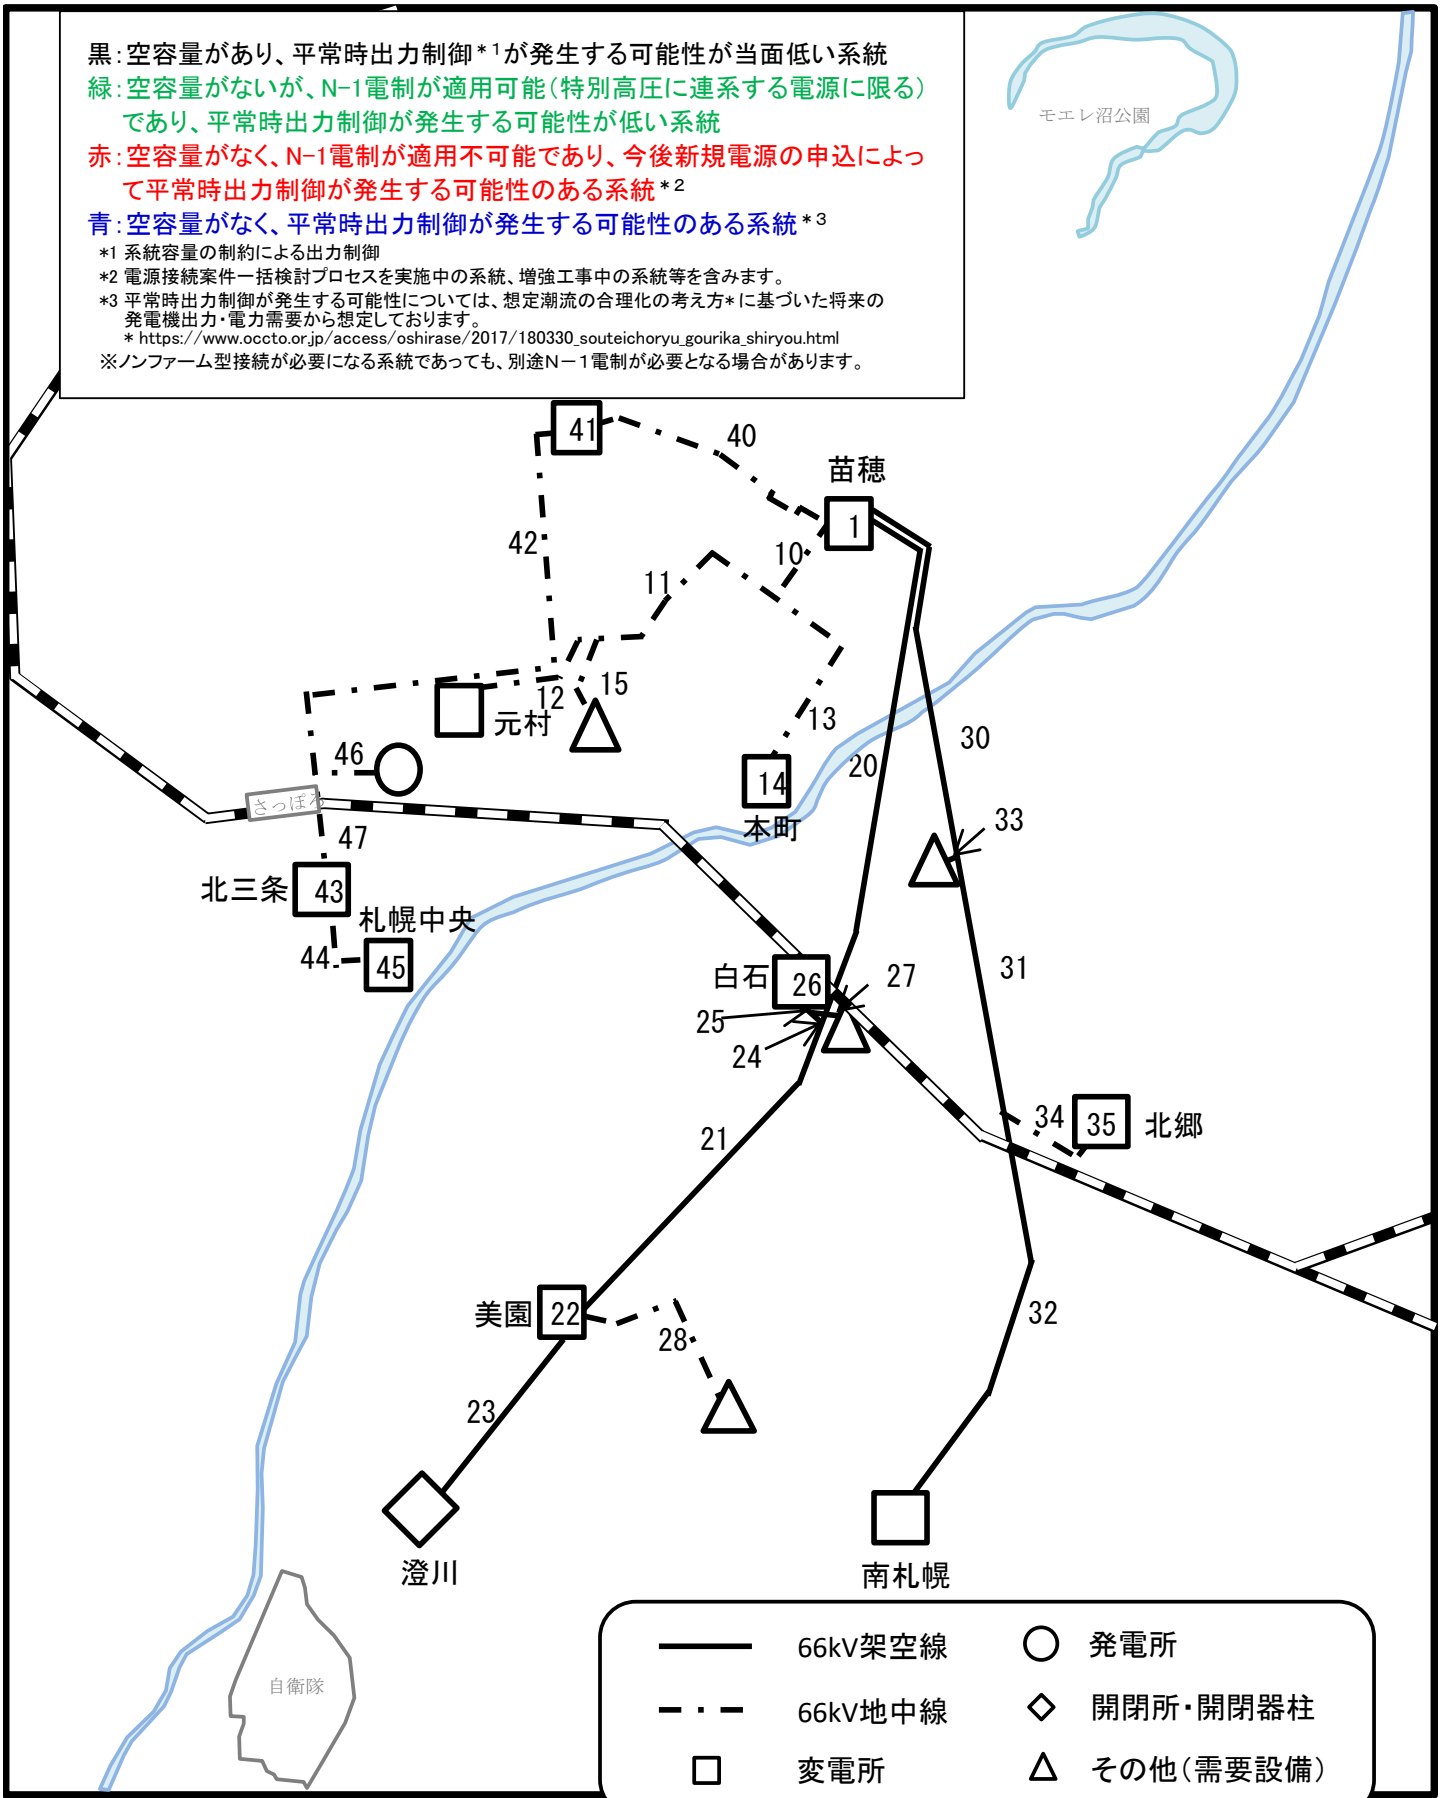 黒：空容量があり、平常時出力制御*1が発生する可能性が当面低い系統
緑：空容量がないが、N-1電制が適用可能（特別高圧に連系する電源に限る）
であり、平常時出力制御が発生する可能性が低い系統
赤：空容量がなく、N-1電制が適用不可能であり、今後新規電源の申込によっ
て平常時出力制御が発生する可能性のある系統*2
青：空容量がなく、平常時出力制御が発生する可能性のある系統*3
*1 系統容量の制約による出力制御
*2 電源接続案件一括検討プロセスを実施中の系統、増強工事中の系統等を含みます。
*3 平常時出力制御が発生する可能性については、想定潮流の合理化の考え方* に基づいた将来の
発電機出力・電力需要から想定しております。
* https://www.occto.or.jp/access/oshirase/2017/180330_souteichoryu_gourika_shiryou.html
※ノンファーム型接続が必要になる系統であっても、別途N－1電制が必要となる場合があります。
モエレ沼公園
41
40
苗穂
1
42
10
11
12
15
元村
13
46
20
30
14
本町
さっぽろ
47
33
北三条
43
札幌中央
44
45
白石
26
27
31
25
24
21
34
35
北郷
美園
22
28
32
23
澄川
南札幌
自衛隊
66kV架空線
発電所
66kV地中線
開閉所・開閉器柱
変電所
その他（需要設備）